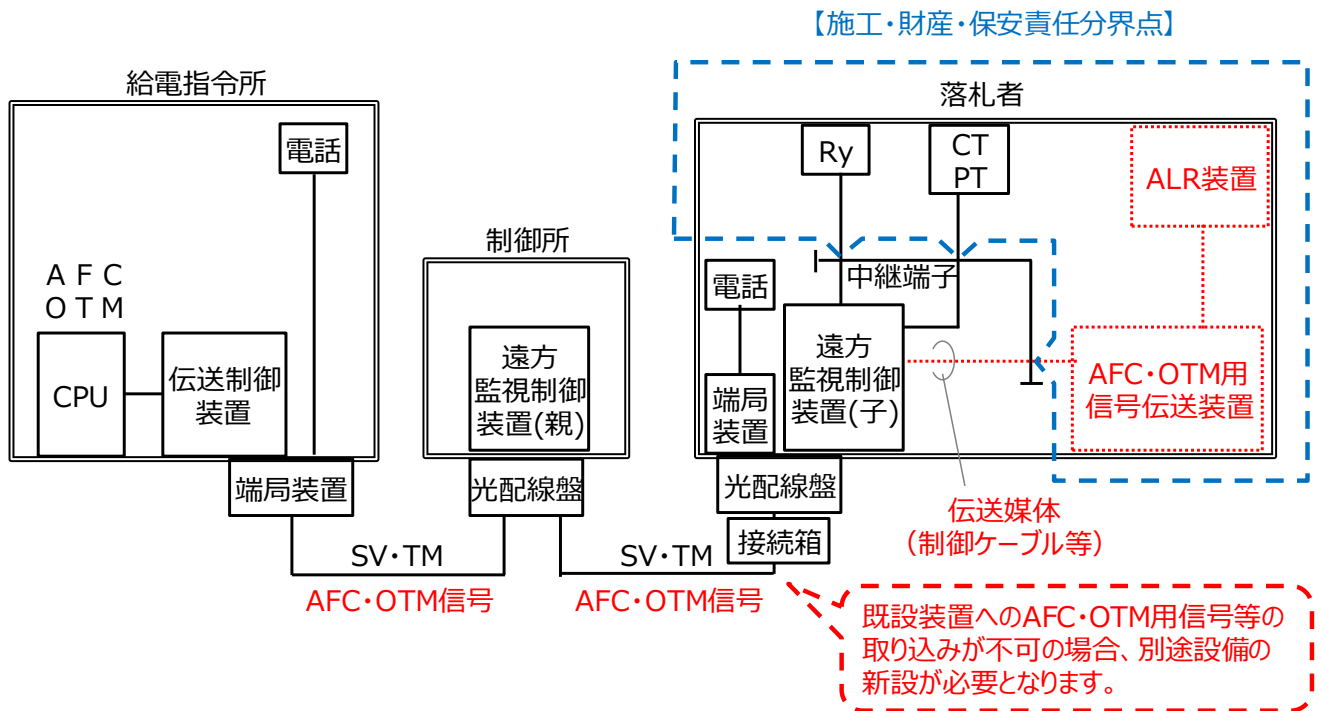 【施工・財産・保安責任分界点】
給電指令所
電話
ＡＦＣ
ＯＴＭ
CPU
伝送制御
装置
端局装置
制御所
遠方
監視制御
装置(親)
光配線盤
SV・TM
AFC・OTM信号
落札者
Ry
CT
PT
ALR装置
中継端子
電話
遠方
監視制御
装置(子)
端局
装置
AFC・OTM用
信号伝送装置
光配線盤
接続箱
伝送媒体
（制御ケーブル等）
SV・TM
AFC・OTM信号
既設装置へのAFC・OTM用信号等の
取り込みが不可の場合、別途設備の
新設が必要となります。